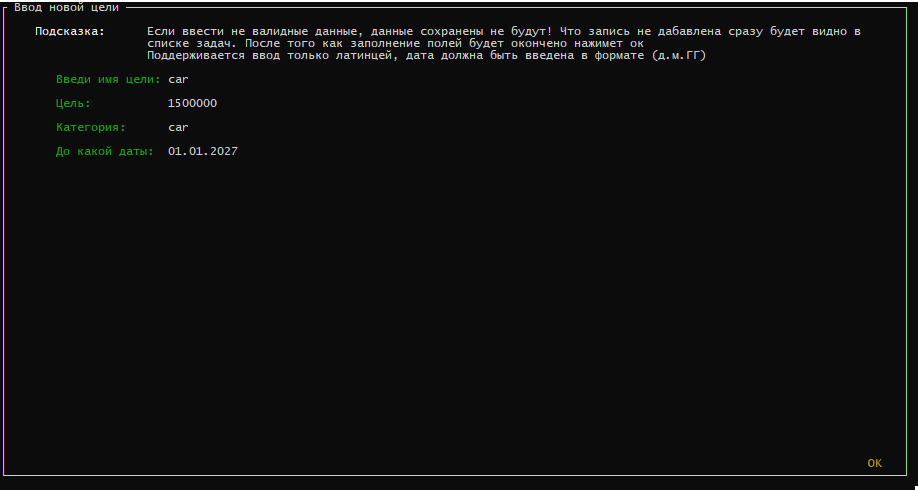 Ввод новой цели
Подсказка: Если ввести не валидные данные, данные сохранены не будут! Что запись не дабавлена сразу будет видно в
списке задач. После того как заполнение полей будет окончено нажимет ок
Поддерживается ввод только латинцей, дата должна быть введена в формате (д.м.ГГ)
Введи имя цели: car
Цель: 1500000
Категория: car
До какой даты: 01.01.2027
OK